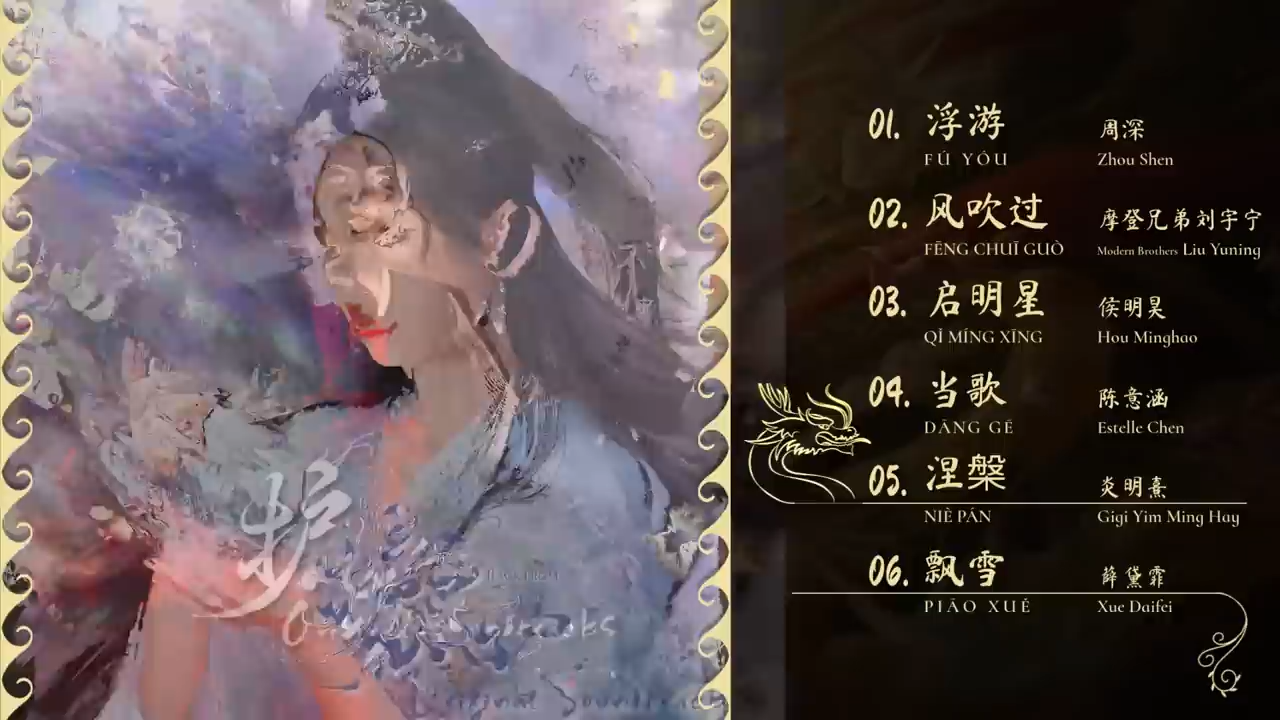 01. 浮游 周深
FÚ YÓU Zhou Shen
02. 风吹过 摩登兄弟刘宇宁
FĒNG CHUĪ GUÒ Modern Brothers Liu Yuning
03. 启明星 侯明昊
QǏ MÍNG XĪNG Hou Minghao
04. 当歌 陈意涵
DĀNG GĒ Estelle Chen
05. 涅槃 炎明熹
NIÈ PÁN Gigi Yim Ming Hay
06. 飘雪 薛黛霏
PIĀO XUĚ Xue Daifei
护
Original Soundtracks